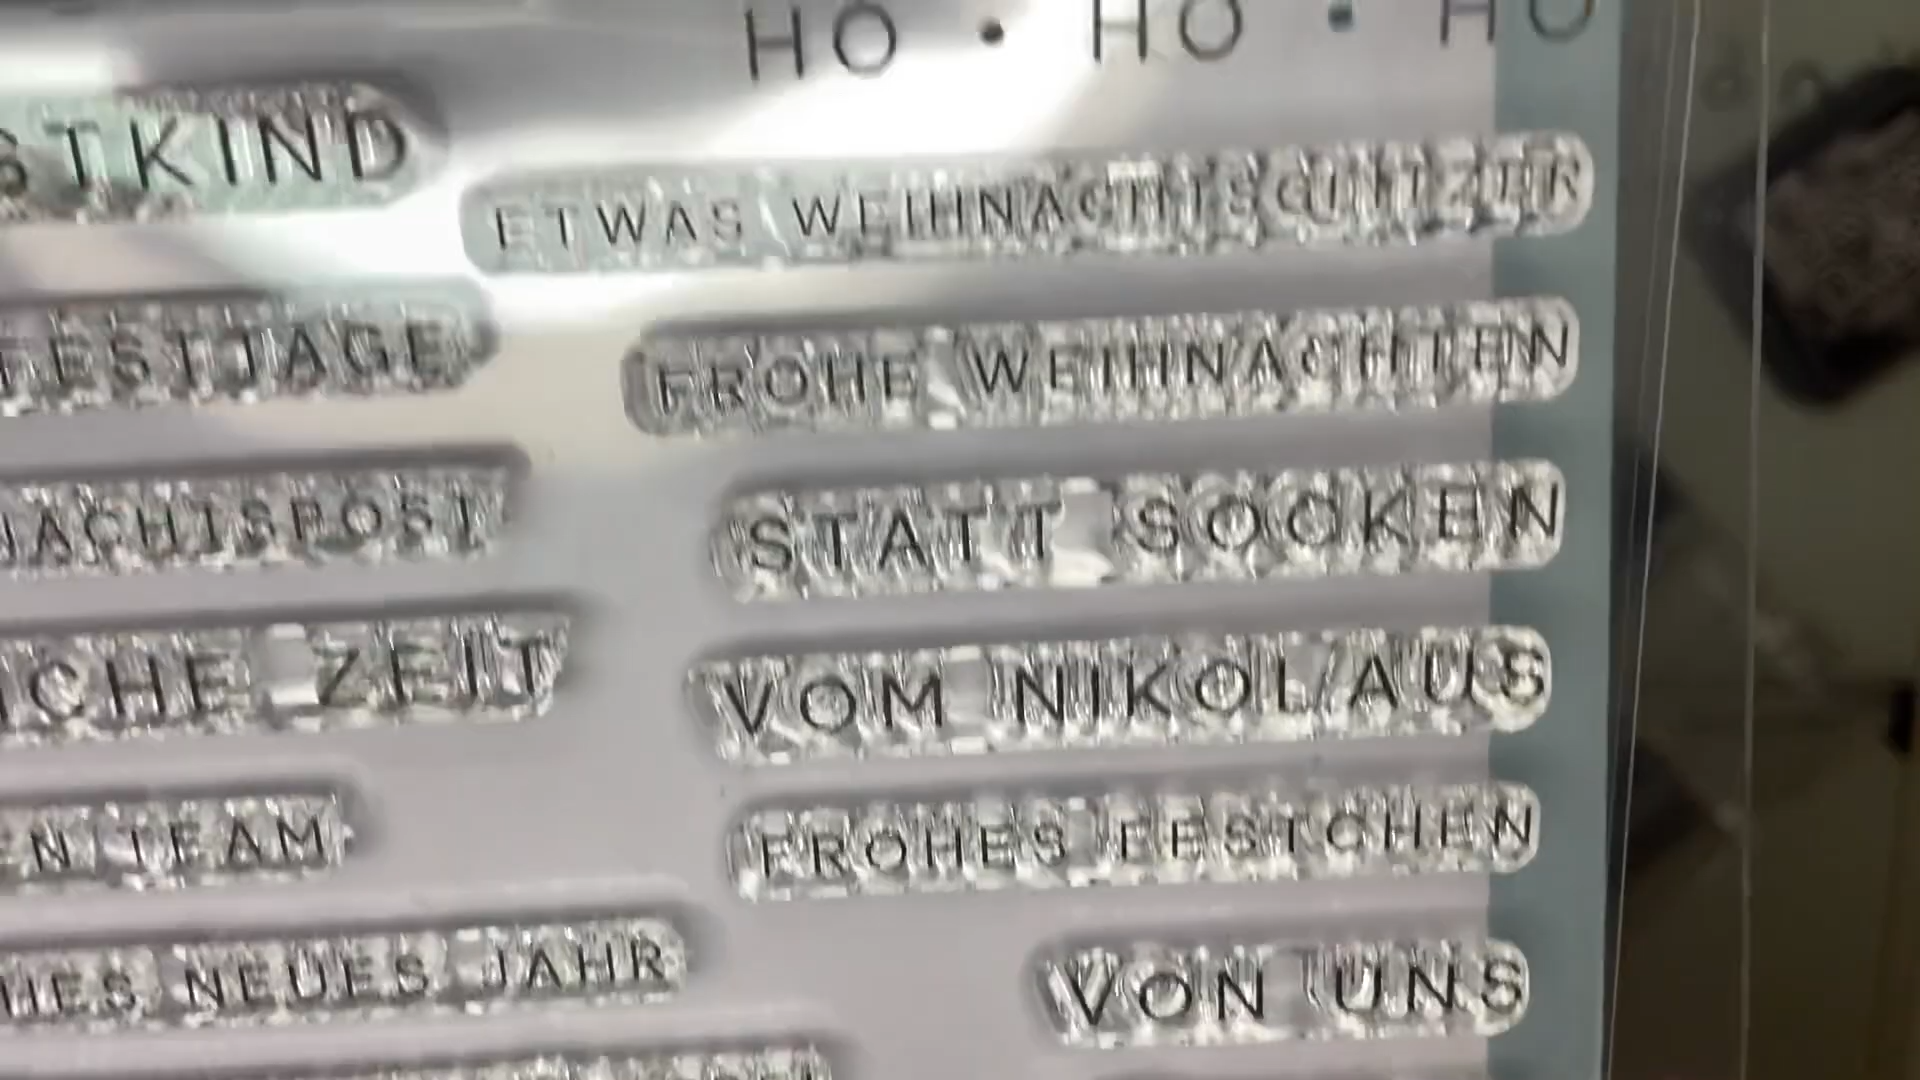 HO • HO • HO
STKIND
ETWAS WEIHNACHTSGLITZER
FESTTAGE
FROHE WEIHNACHTEN
NACHTSPOST
STATT SOCKEN
ICHE ZEIT
VOM NIKOLAUS
EN TEAM
FROHES FESTCHEN
HES NEUES JAHR
VON UNS